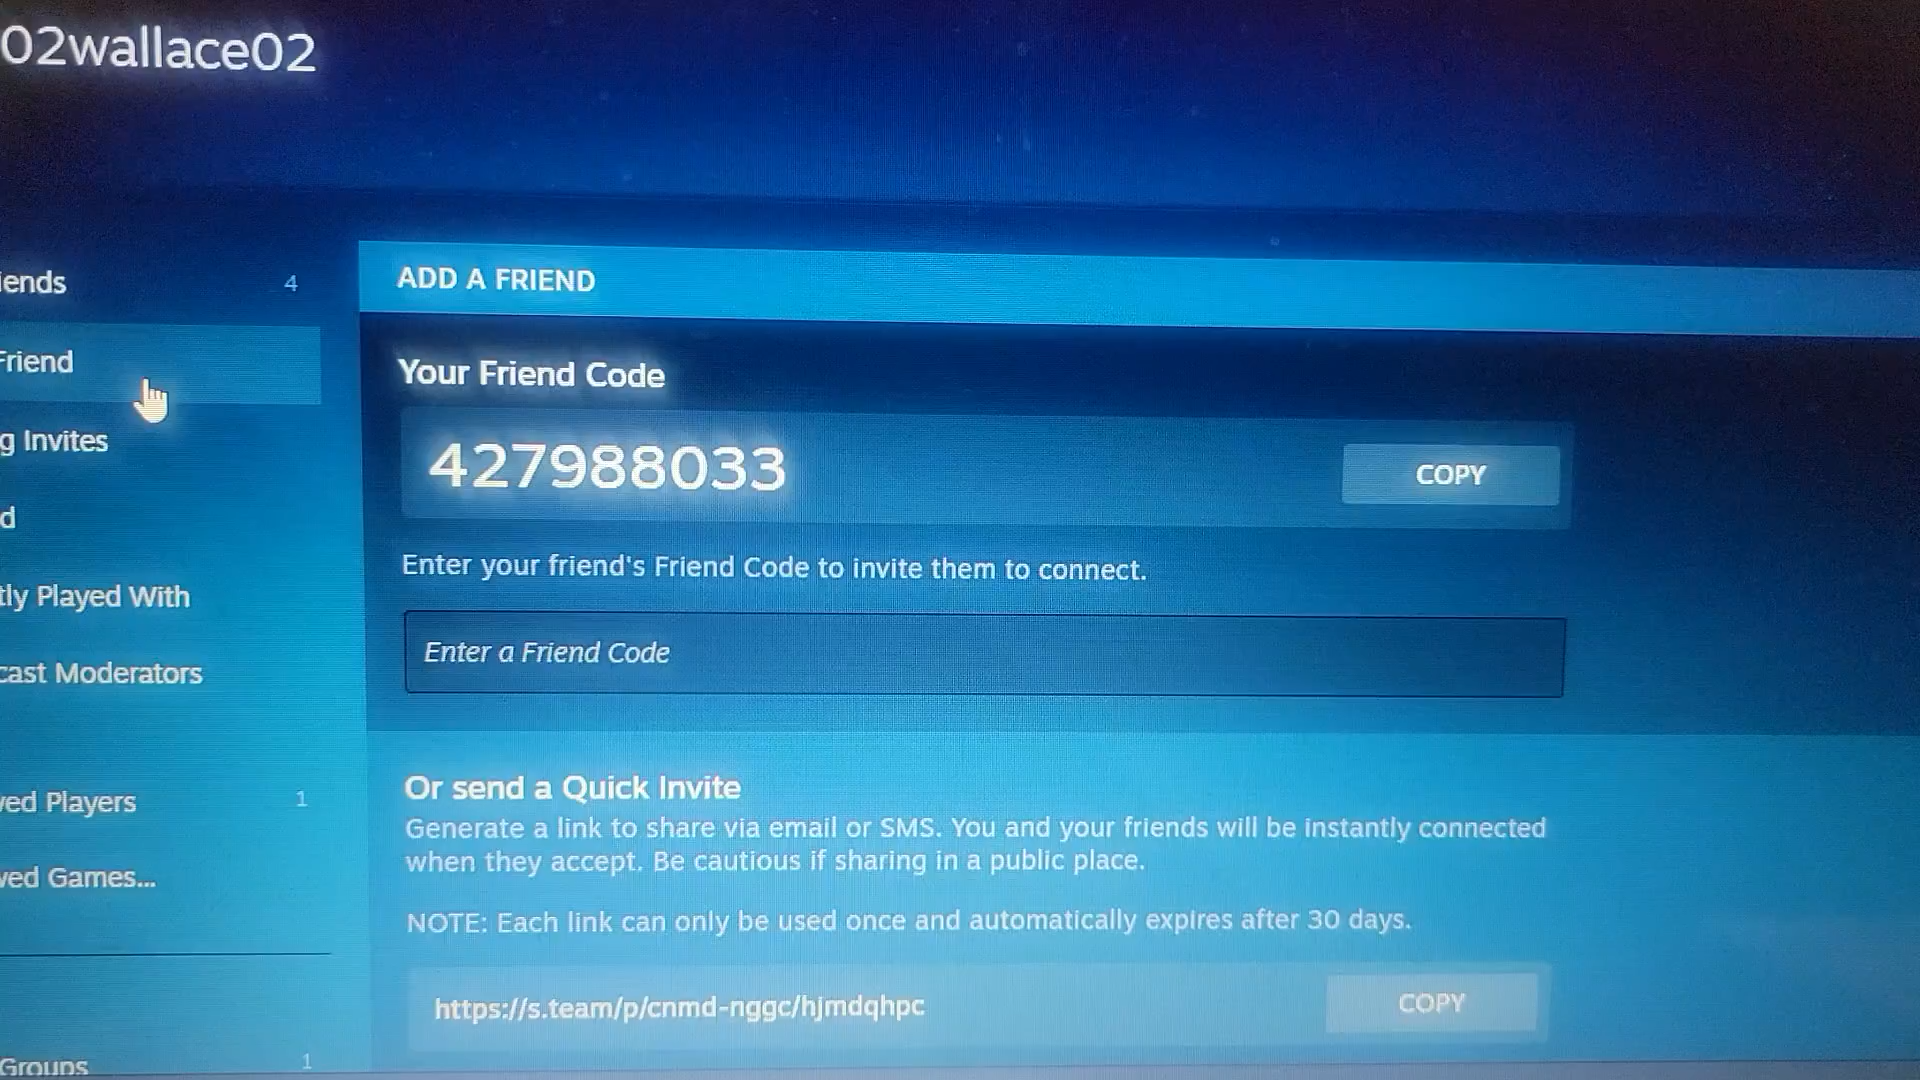 02wallace02
iends 4
Friend
g Invites
d
tly Played With
cast Moderators
ved Players 1
ved Games...
Groups 1
ADD A FRIEND
Your Friend Code
427988033
COPY
Enter your friend's Friend Code to invite them to connect.
Enter a Friend Code
Or send a Quick Invite
Generate a link to share via email or SMS. You and your friends will be instantly connected
when they accept. Be cautious if sharing in a public place.
NOTE: Each link can only be used once and automatically expires after 30 days.
https://s.team/p/cnmd-nggc/hjmdqhpc
COPY